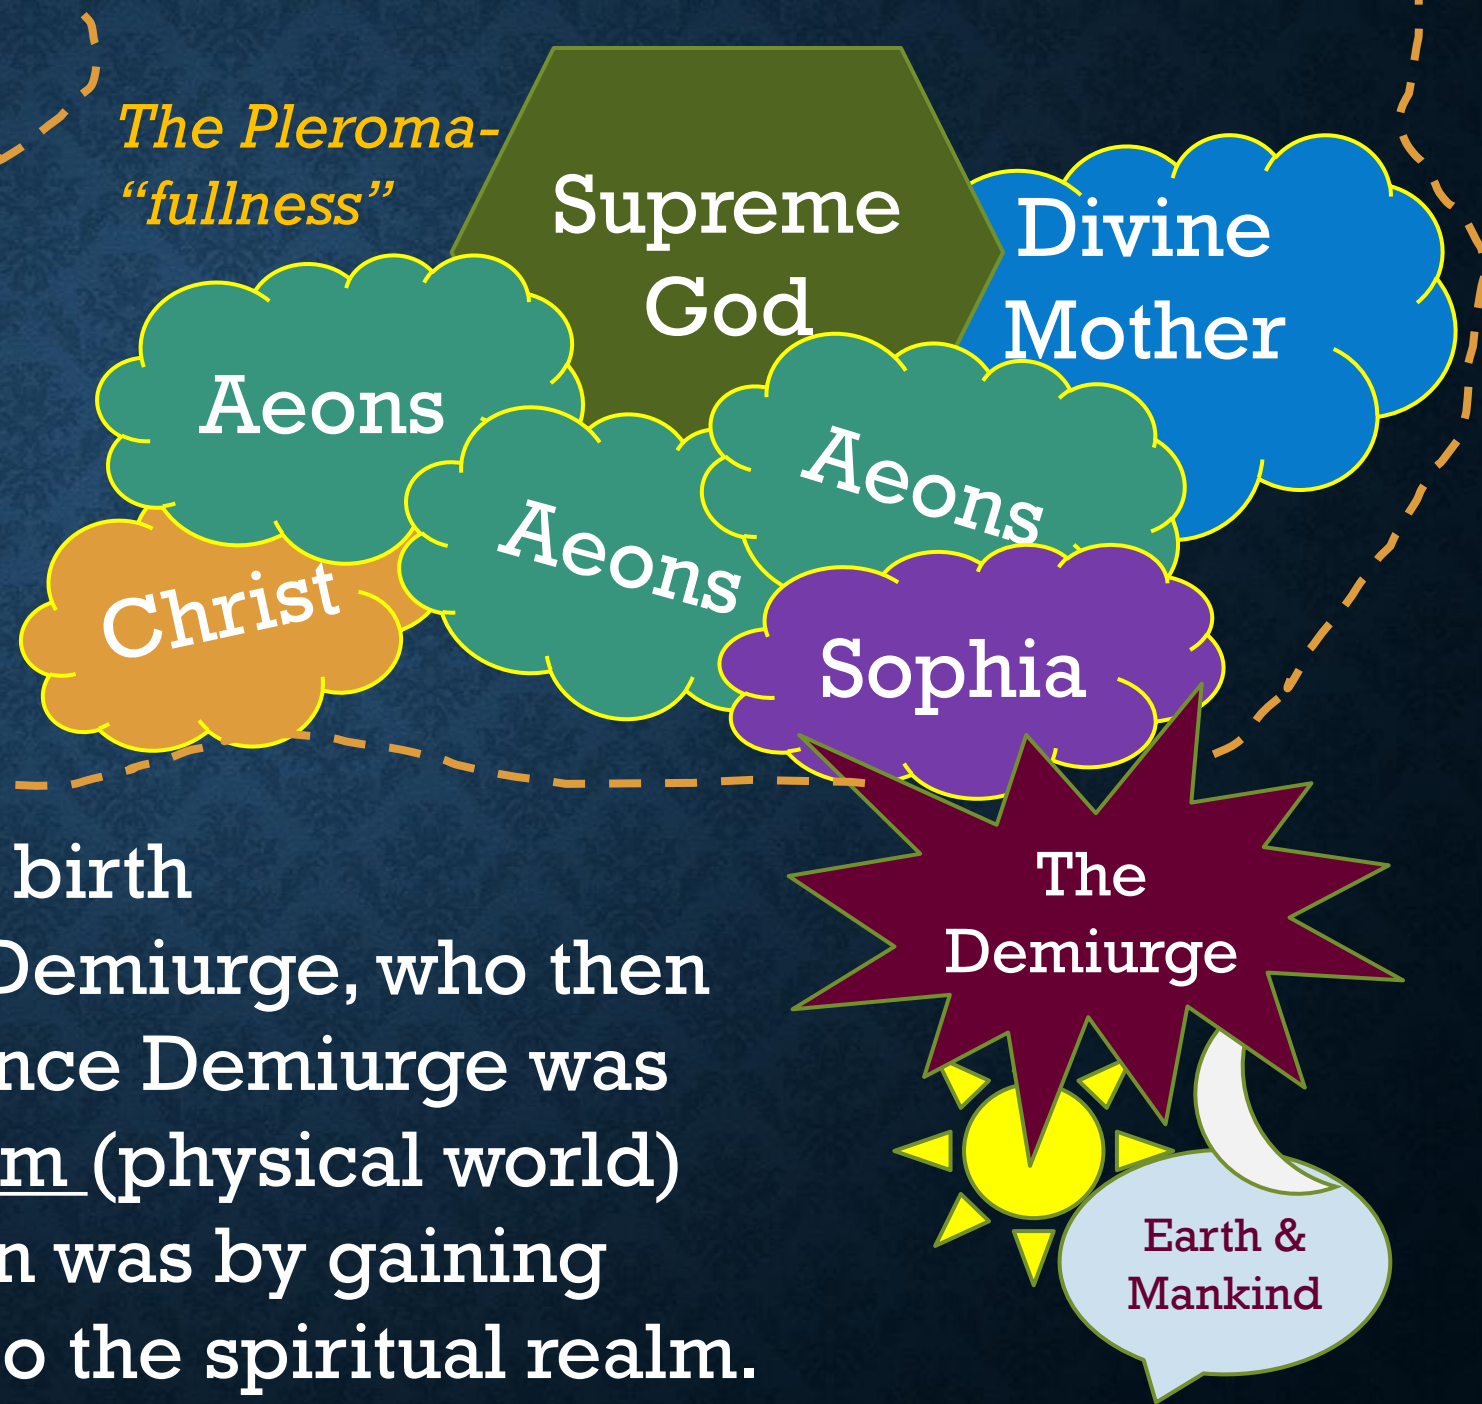 The Pleroma-
“fullness”
Supreme
God
Divine
Mother
Aeons
Aeons
Aeons
Christ
Sophia
The
Demiurge
Earth &
Mankind
birth
Demiurge, who then
nce Demiurge was
m (physical world)
n was by gaining
o the spiritual realm.